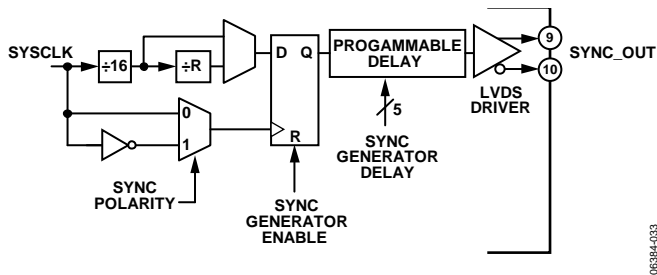 SYSCLK
÷16
÷R
D Q
R
0
1
PROGAMMABLE
DELAY
5
SYNC
GENERATOR
DELAY
LVDS
DRIVER
9
10
SYNC_OUT
SYNC
POLARITY
SYNC
GENERATOR
ENABLE
06384-033